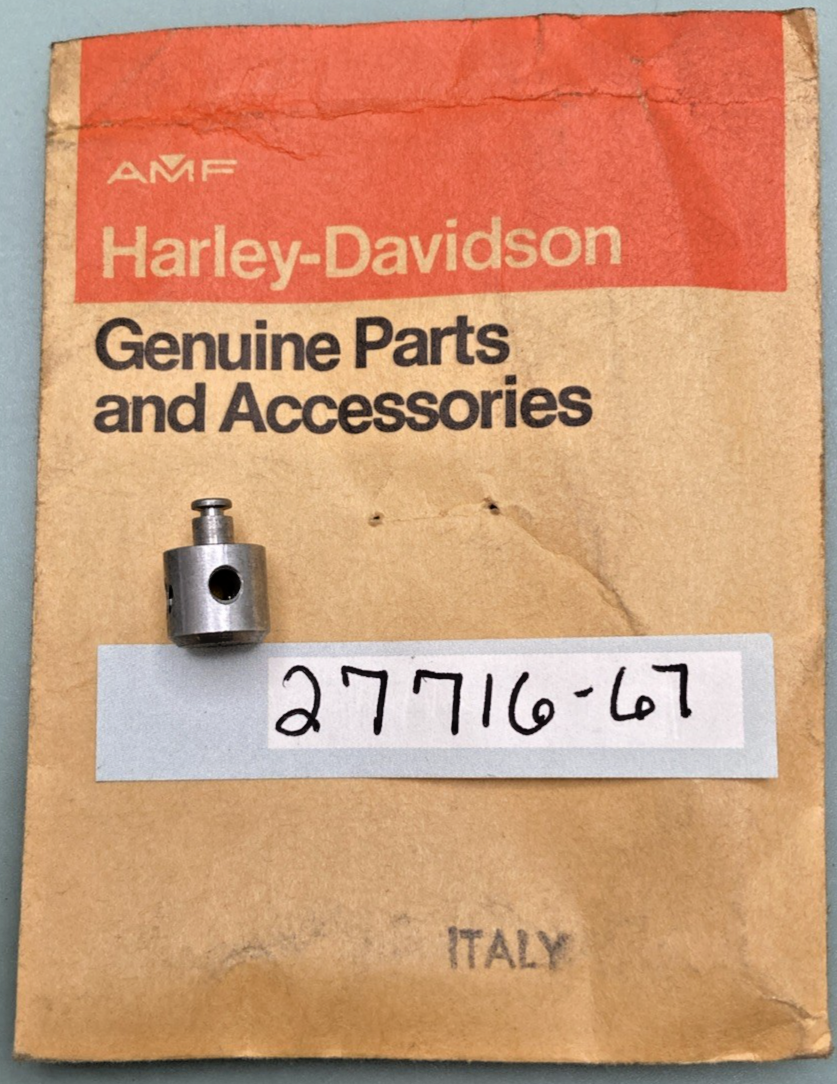 AMF
Harley-Davidson
Genuine Parts
and Accessories
27716-67
ITALY